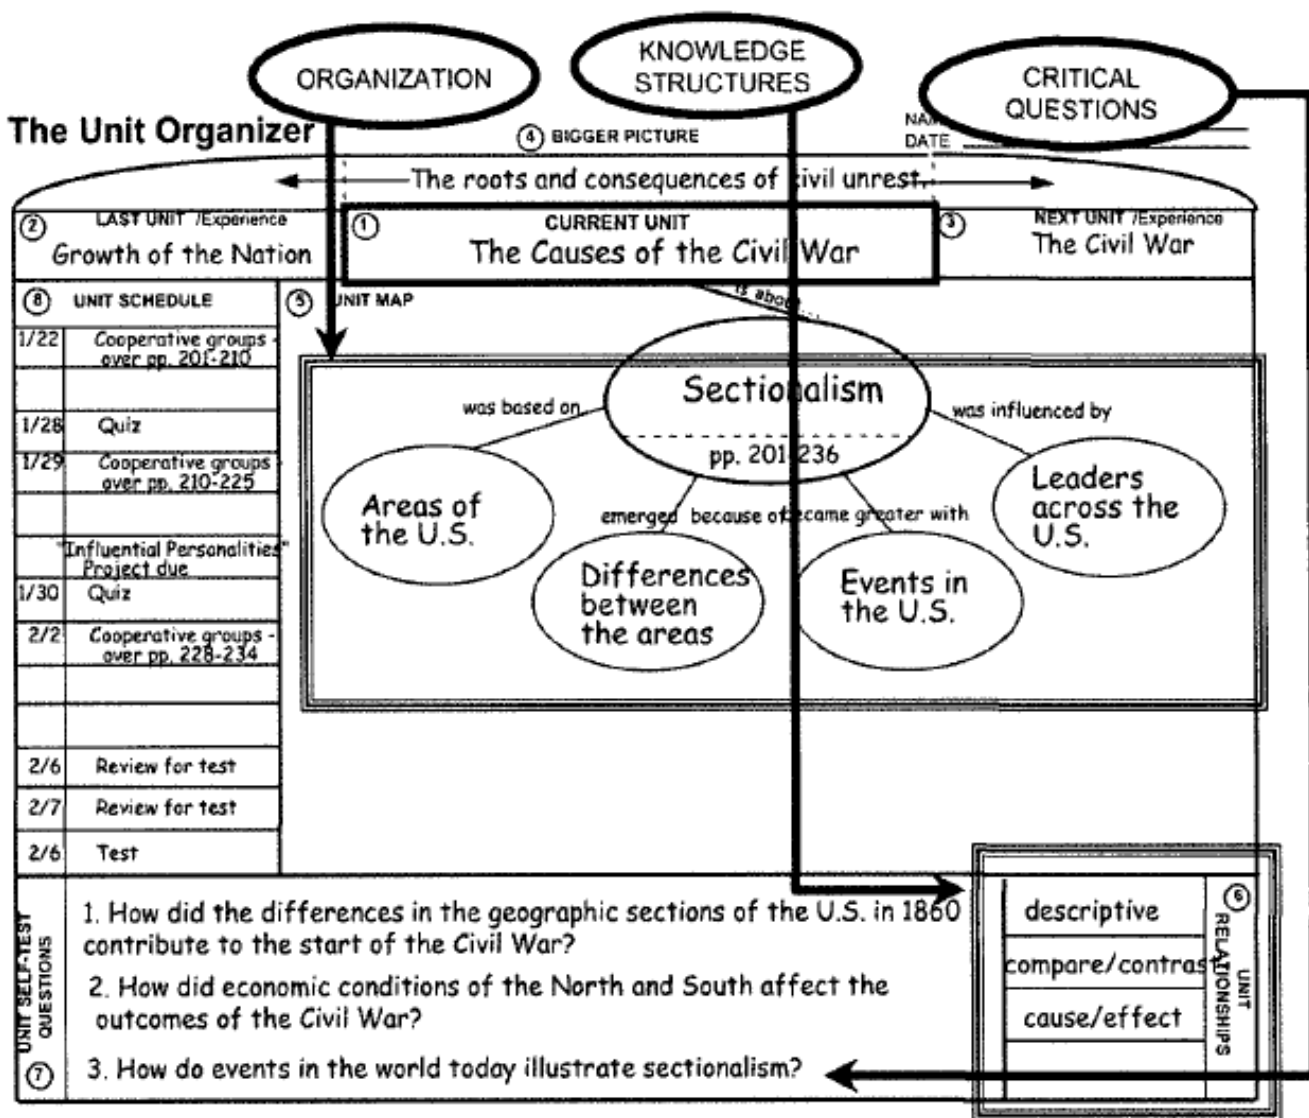 ORGANIZATION
KNOWLEDGE
STRUCTURES
CRITICAL
QUESTIONS
The Unit Organizer
④ BIGGER PICTURE
DATE
The roots and consequences of civil unrest.
② LAST UNIT /Experience
Growth of the Nation
① CURRENT UNIT
The Causes of the Civil War
③ NEXT UNIT /Experience
The Civil War
⑧ UNIT SCHEDULE
1/22 Cooperative groups -
over pp. 201-210
1/28 Quiz
1/29 Cooperative groups -
over pp. 210-225
"Influential Personalities"
Project due
1/30 Quiz
2/2 Cooperative groups -
over pp. 228-234
2/6 Review for test
2/7 Review for test
2/6 Test
⑤ UNIT MAP
is about...
Sectionalism
pp. 201-236
was based on
was influenced by
Areas of
the U.S.
emerged because of
became greater with
Leaders
across the
U.S.
Differences
between
the areas
Events in
the U.S.
UNIT SELF-TEST
QUESTIONS
⑦
1. How did the differences in the geographic sections of the U.S. in 1860
contribute to the start of the Civil War?
2. How did economic conditions of the North and South affect the
outcomes of the Civil War?
3. How do events in the world today illustrate sectionalism?
descriptive
compare/contrast
cause/effect
⑥
UNIT
RELATIONSHIPS